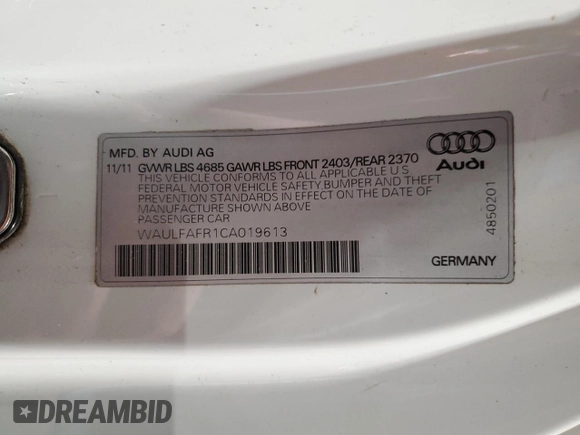 MFD. BY AUDI AG
11/11 GVWR LBS 4685 GAWR LBS FRONT 2403/REAR 2370
THIS VEHICLE CONFORMS TO ALL APPLICABLE U S
FEDERAL MOTOR VEHICLE SAFETY BUMPER AND THEFT
PREVENTION STANDARDS IN EFFECT ON THE DATE OF
MANUFACTURE SHOWN ABOVE
PASSENGER CAR
WAULFAFR1CA019613
Audi
4850201
GERMANY
DREAMBID